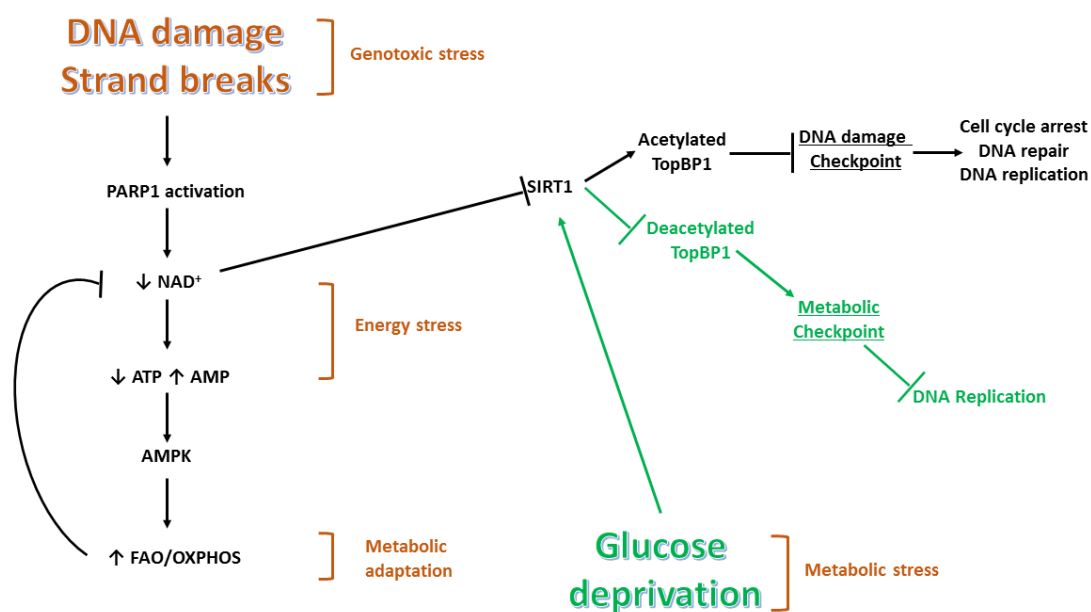 DNA damage
Strand breaks
Genotoxic stress
PARP1 activation
↓ NAD⁺
Energy stress
↓ ATP ↑ AMP
AMPK
↑ FAO/OXPHOS
Metabolic
adaptation
SIRT1
Acetylated
TopBP1
DNA damage
Checkpoint
Cell cycle arrest
DNA repair
DNA replication
Deacetylated
TopBP1
Metabolic
Checkpoint
DNA Replication
Glucose
deprivation
Metabolic stress